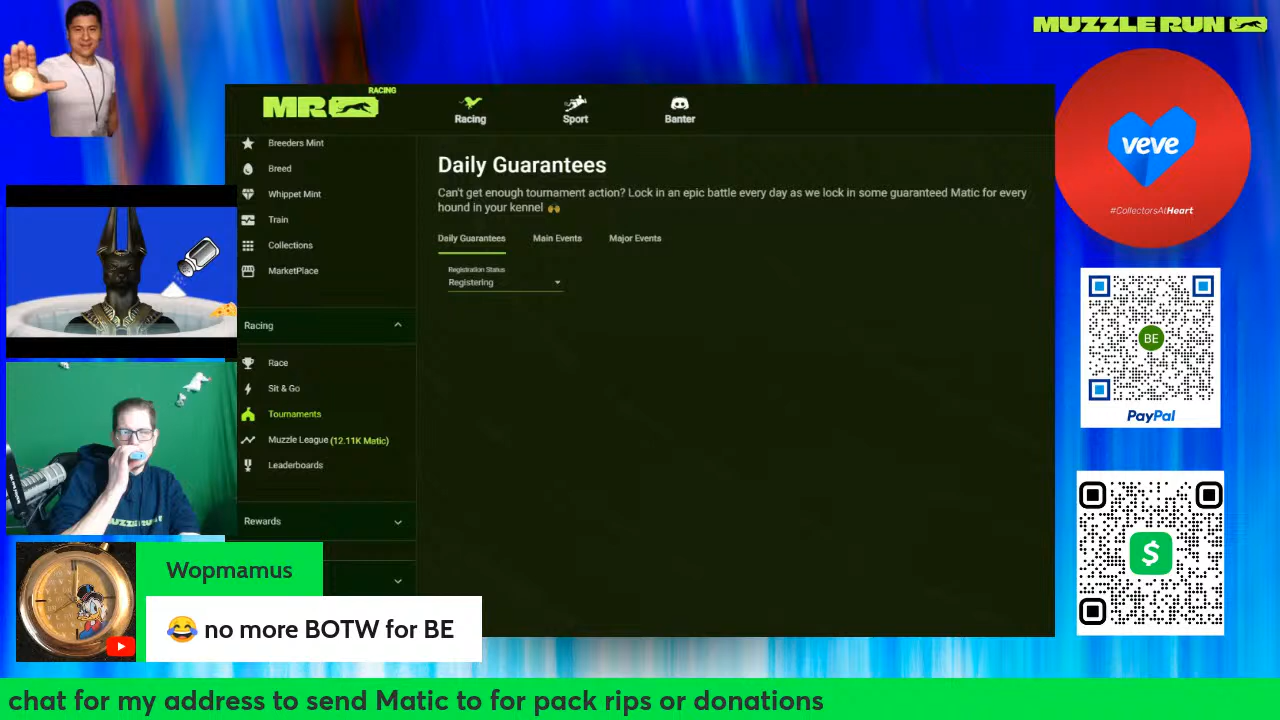 MUZZLE RUN
RACING
MR
Racing
Sport
Banter
Breeders Mint
Breed
Whippet Mint
Train
Collections
MarketPlace
Racing
Race
Sit & Go
Tournaments
Muzzle League (12.11K Matic)
Leaderboards
Rewards
Daily Guarantees
Can't get enough tournament action? Lock in an epic battle every day as we lock in some guaranteed Matic for every
hound in your kennel 🙌
Daily Guarantees
Main Events
Major Events
Registration Status
Registering
veve
#CollectorsAtHeart
BE
PayPal
$
MUZZLE RUN
Wopmamus
😂 no more BOTW for BE
chat for my address to send Matic to for pack rips or donations